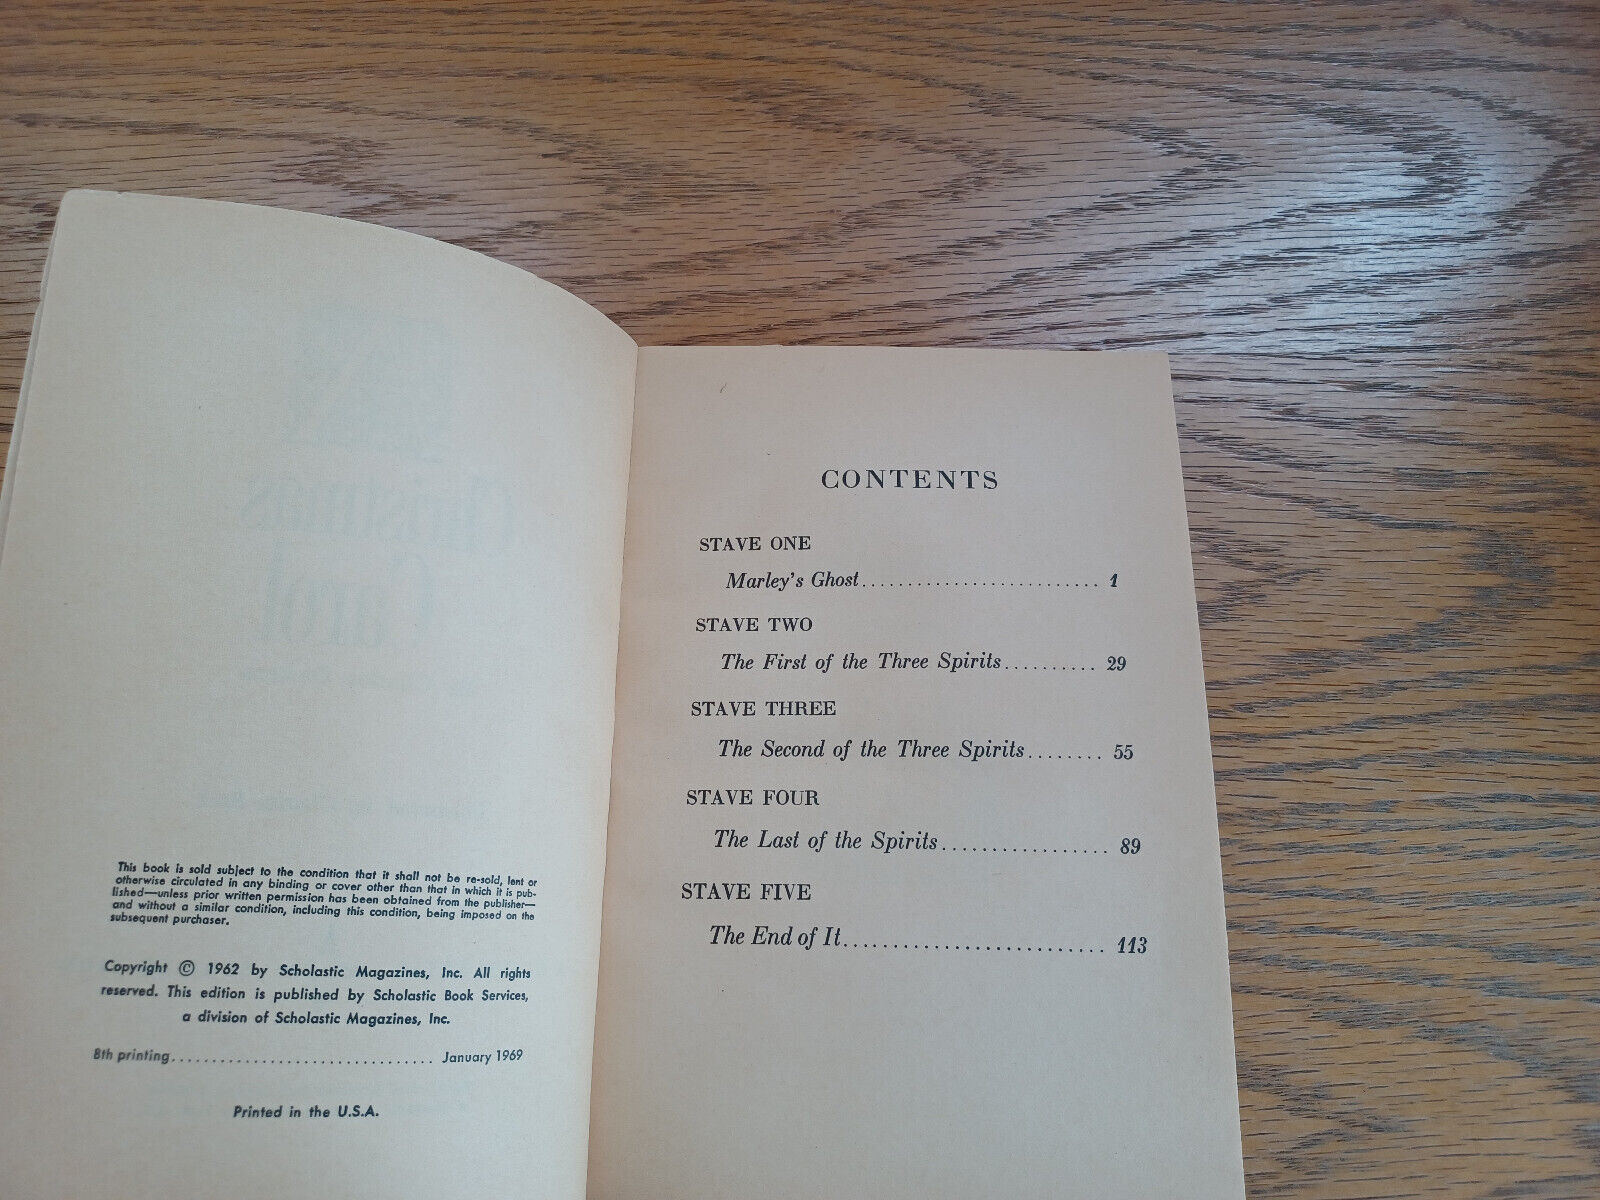 This book is sold subject to the condition that it shall not be re-sold, lent or
otherwise circulated in any binding or cover other than that in which it is pub-
lished—unless prior written permission has been obtained from the publisher—
and without a similar condition, including this condition, being imposed on the
subsequent purchaser.
Copyright © 1962 by Scholastic Magazines, Inc. All rights
reserved. This edition is published by Scholastic Book Services,
a division of Scholastic Magazines, Inc.
8th printing................................. January 1969
Printed in the U.S.A.
CONTENTS
STAVE ONE
Marley's Ghost.......................... 1
STAVE TWO
The First of the Three Spirits.......... 29
STAVE THREE
The Second of the Three Spirits........ 55
STAVE FOUR
The Last of the Spirits................. 89
STAVE FIVE
The End of It.......................... 113